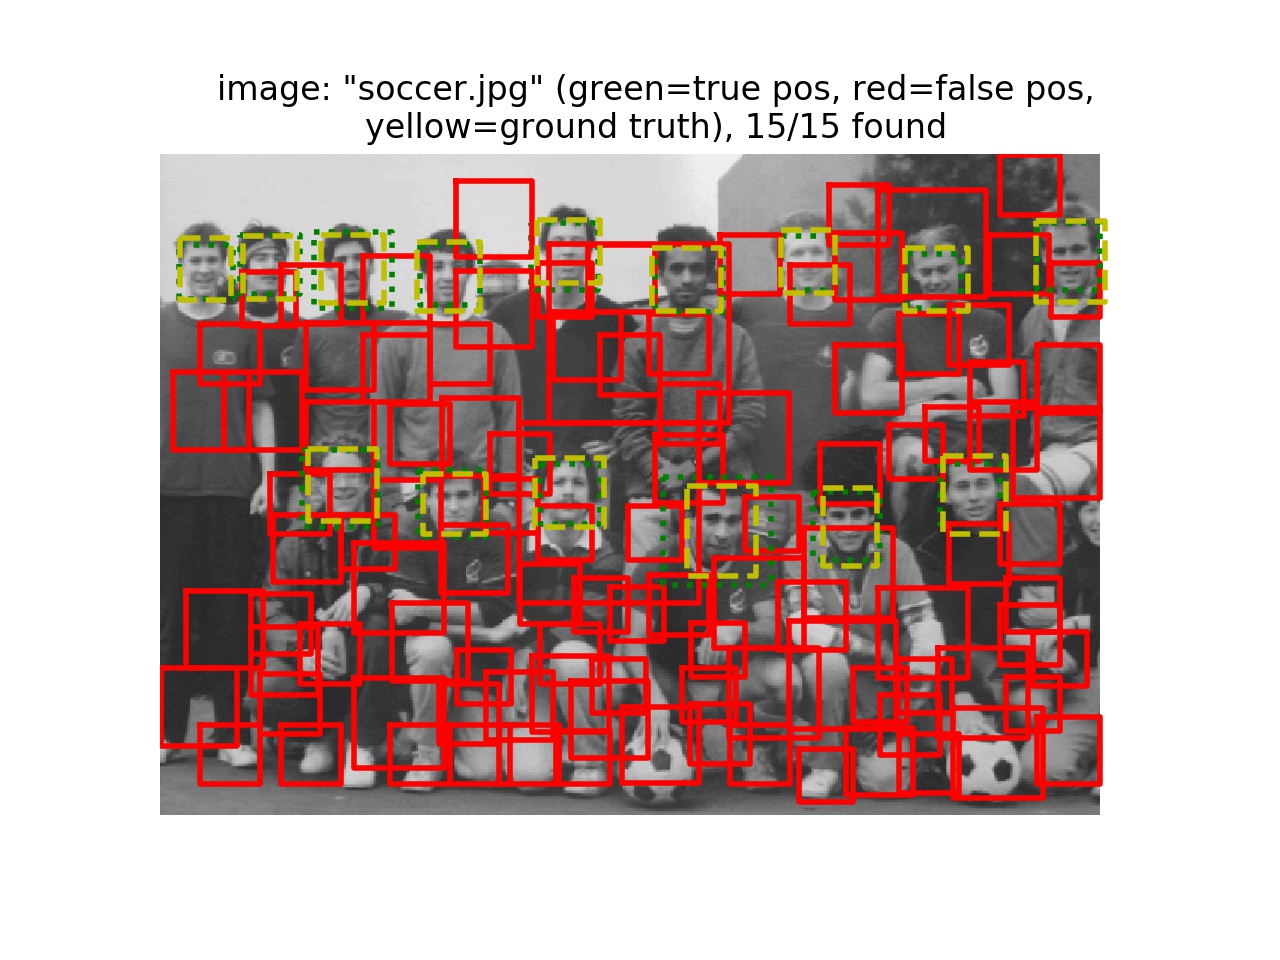 image: "soccer.jpg" (green=true pos, red=false pos,
yellow=ground truth), 15/15 found